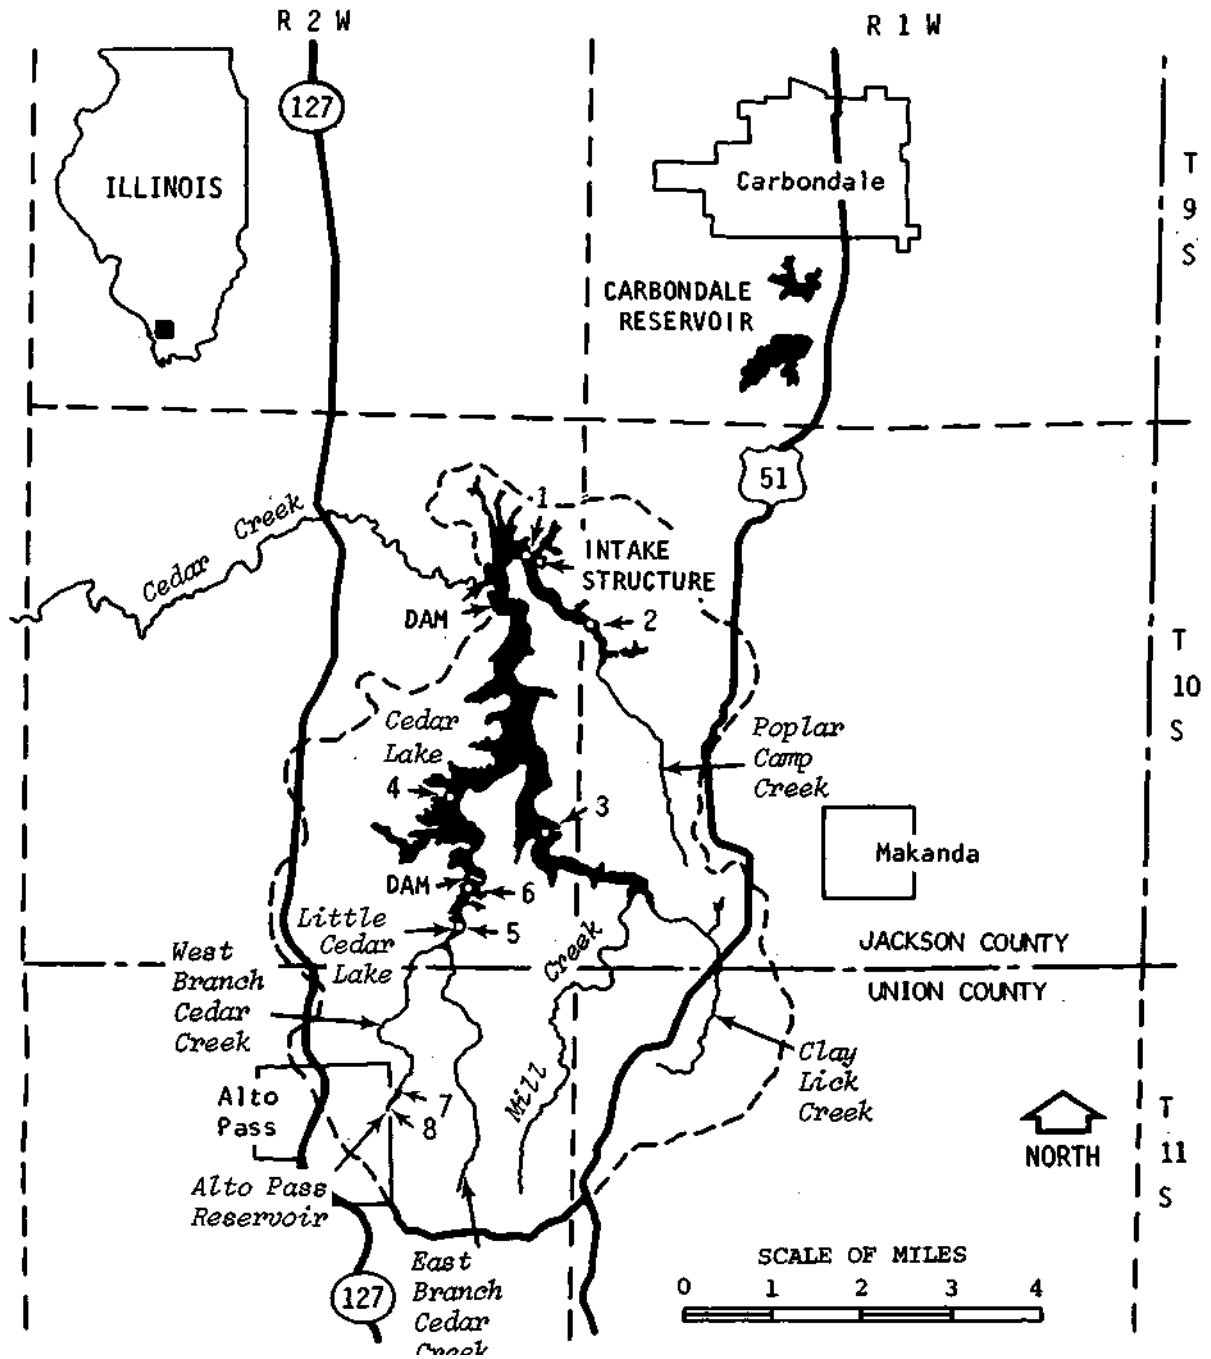 R 2 W
R 1 W
127
ILLINOIS
Carbondale
T
9
S
CARBONDALE
RESERVOIR
51
1
Cedar Creek
INTAKE
STRUCTURE
DAM
2
T
10
S
Cedar
Lake
Poplar
Camp
Creek
4
3
Makanda
DAM
6
Little
Cedar
Lake
5
West
Branch
Cedar
Creek
JACKSON COUNTY
UNION COUNTY
Mill Creek
Clay
Lick
Creek
Alto
Pass
7
8
NORTH
T
11
S
Alto Pass
Reservoir
East
Branch
Cedar
Creek
127
SCALE OF MILES
0 1 2 3 4